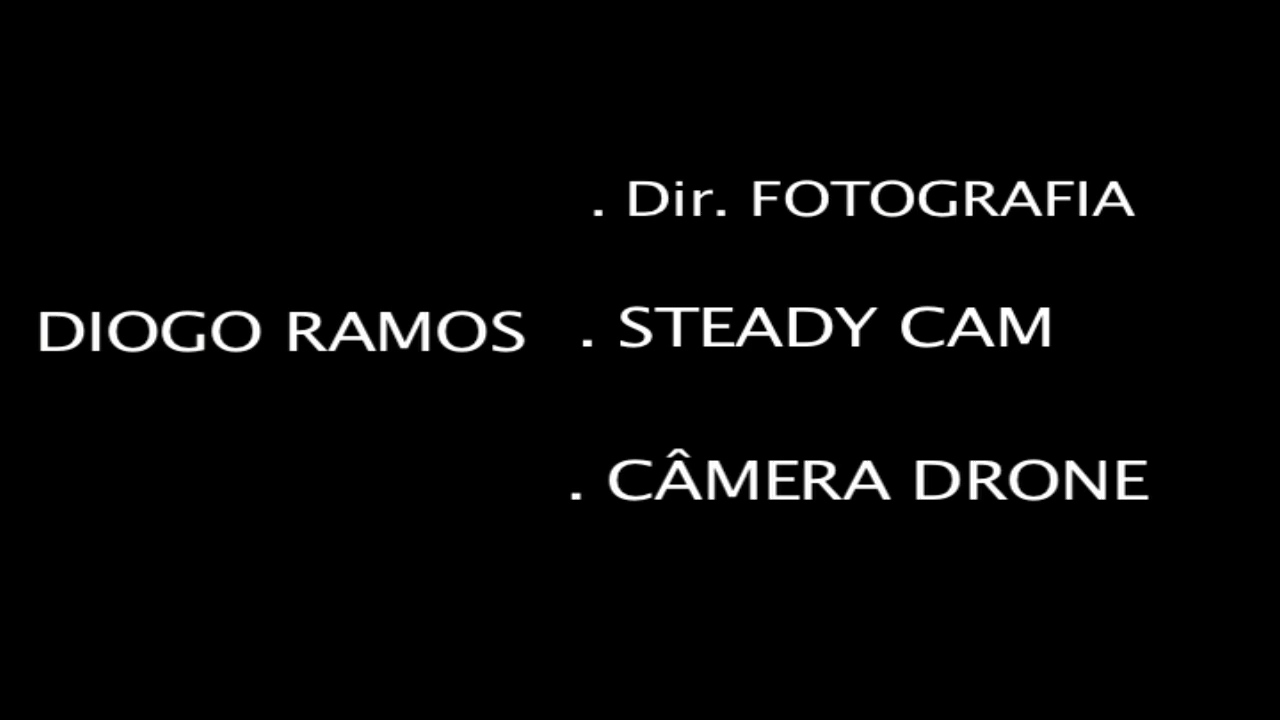 . Dir. FOTOGRAFIA
DIOGO RAMOS . STEADY CAM
. CÂMERA DRONE